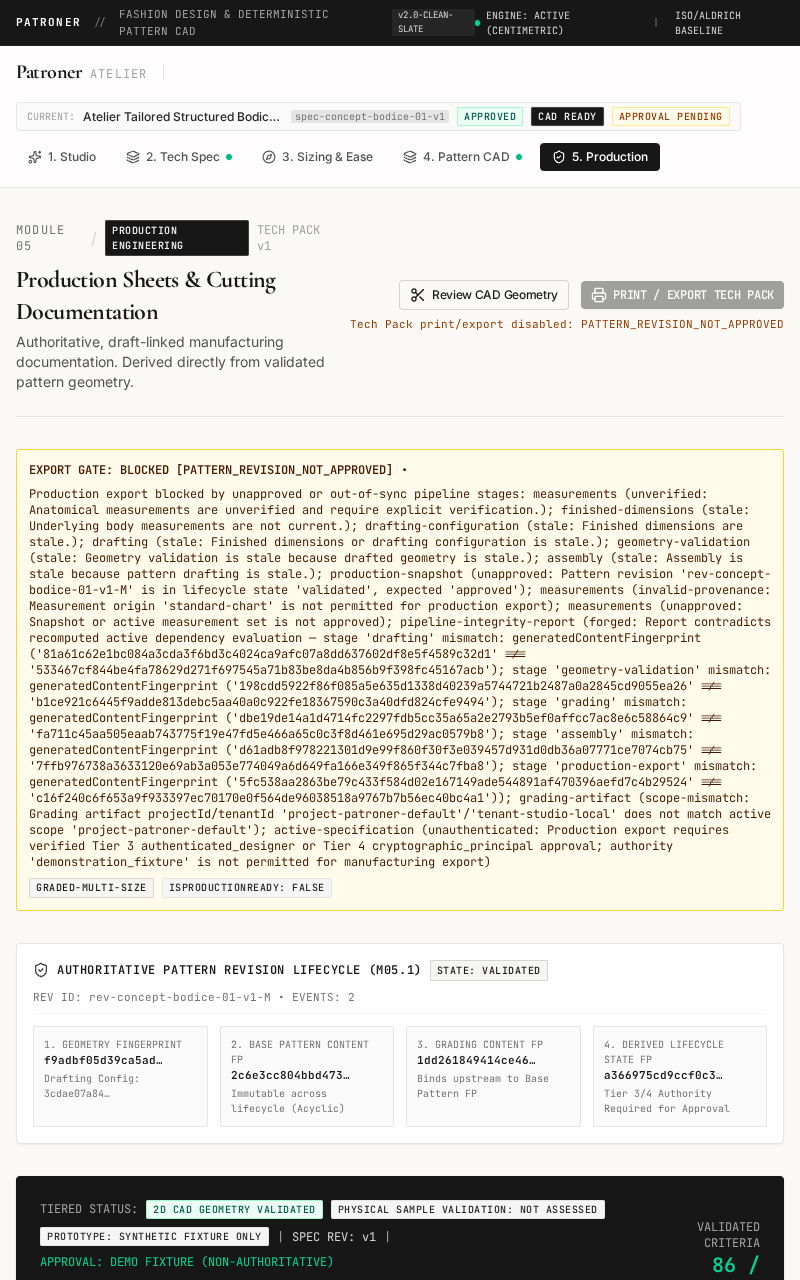 PATRONER // FASHION DESIGN & DETERMINISTIC PATTERN CAD v2.0-CLEAN-SLATE ENGINE: ACTIVE (CENTIMETRIC) | ISO/ALDRICH BASELINE
Patroner ATELIER
CURRENT: Atelier Tailored Structured Bodic... spec-concept-bodice-01-v1 APPROVED CAD READY APPROVAL PENDING
1. Studio 2. Tech Spec 3. Sizing & Ease 4. Pattern CAD 5. Production
MODULE 05 / PRODUCTION ENGINEERING TECH PACK v1
Production Sheets & Cutting
Documentation
Authoritative, draft-linked manufacturing
documentation. Derived directly from validated
pattern geometry.
Review CAD Geometry PRINT / EXPORT TECH PACK
Tech Pack print/export disabled: PATTERN_REVISION_NOT_APPROVED
EXPORT GATE: BLOCKED [PATTERN_REVISION_NOT_APPROVED] •
Production export blocked by unapproved or out-of-sync pipeline stages: measurements (unverified:
Anatomical measurements are unverified and require explicit verification.); finished-dimensions (stale:
Underlying body measurements are not current.); drafting-configuration (stale: Finished dimensions are
stale.); drafting (stale: Finished dimensions or drafting configuration is stale.); geometry-validation
(stale: Geometry validation is stale because drafted geometry is stale.); assembly (stale: Assembly is
stale because pattern drafting is stale.); production-snapshot (unapproved: Pattern revision 'rev-concept-
bodice-01-v1-M' is in lifecycle state 'validated', expected 'approved'); measurements (invalid-provenance:
Measurement origin 'standard-chart' is not permitted for production export); measurements (unapproved:
Snapshot or active measurement set is not approved); pipeline-integrity-report (forged: Report contradicts
recomputed active dependency evaluation — stage 'drafting' mismatch: generatedContentFingerprint
('81a61c62e1bc084a3cda3f6bd3c4024ca9afc07a8dd637602df8e5f4589c32d1' !==
'533467cf844be4fa78629d271f697545a71b83be8da4b856b9f398fc45167acb'); stage 'geometry-validation' mismatch:
generatedContentFingerprint ('198cdd5922f86f085a5e635d1338d40239a5744721b2487a0a2845cd9055ea26' !==
'b1ce921c6445f9adde813debc5aa40a0c922fe18367590c3a40dfd824cfe9494'); stage 'grading' mismatch:
generatedContentFingerprint ('dbe19de14a1d4714fc2297fdb5cc35a65a2e2793b5ef0affcc7ac8e6c58864c9' !==
'fa711c45aa505eaab743775f19e47fd5e466a65c0c3f8d461e695d29ac0579b8'); stage 'assembly' mismatch:
generatedContentFingerprint ('d61adb8f978221301d9e99f860f30f3e039457d931d0db36a07771ce7074cb75' !==
'7ffb976738a3633120e69ab3a053e774049a6d649fa166e349f865f344c7fba8'); stage 'production-export' mismatch:
generatedContentFingerprint ('5fc538aa2863be79c433f584d02e167149ade544891af470396aefd7c4b29524' !==
'c16f240c6f653a9f933397ec70170e0f564de96038518a9767b7b56ec40bc4a1')); grading-artifact (scope-mismatch:
Grading artifact projectId/tenantId 'project-patroner-default'/'tenant-studio-local' does not match active
scope 'project-patroner-default'); active-specification (unauthenticated: Production export requires
verified Tier 3 authenticated_designer or Tier 4 cryptographic_principal approval; authority
'demonstration_fixture' is not permitted for manufacturing export)
GRADED-MULTI-SIZE ISPRODUCTIONREADY: FALSE
AUTHORITATIVE PATTERN REVISION LIFECYCLE (M05.1) STATE: VALIDATED
REV ID: rev-concept-bodice-01-v1-M • EVENTS: 2
1. GEOMETRY FINGERPRINT
f9adbf05d39ca5ad…
Drafting Config:
3cdae07a84…
2. BASE PATTERN CONTENT
FP
2c6e3cc804bbd473…
Immutable across
lifecycle (Acyclic)
3. GRADING CONTENT FP
1dd261849414ce46…
Binds upstream to Base
Pattern FP
4. DERIVED LIFECYCLE
STATE FP
a366975cd9ccf0c3…
Tier 3/4 Authority
Required for Approval
TIERED STATUS: 2D CAD GEOMETRY VALIDATED PHYSICAL SAMPLE VALIDATION: NOT ASSESSED
PROTOTYPE: SYNTHETIC FIXTURE ONLY | SPEC REV: v1 |
APPROVAL: DEMO FIXTURE (NON-AUTHORITATIVE)
VALIDATED
CRITERIA
86 /